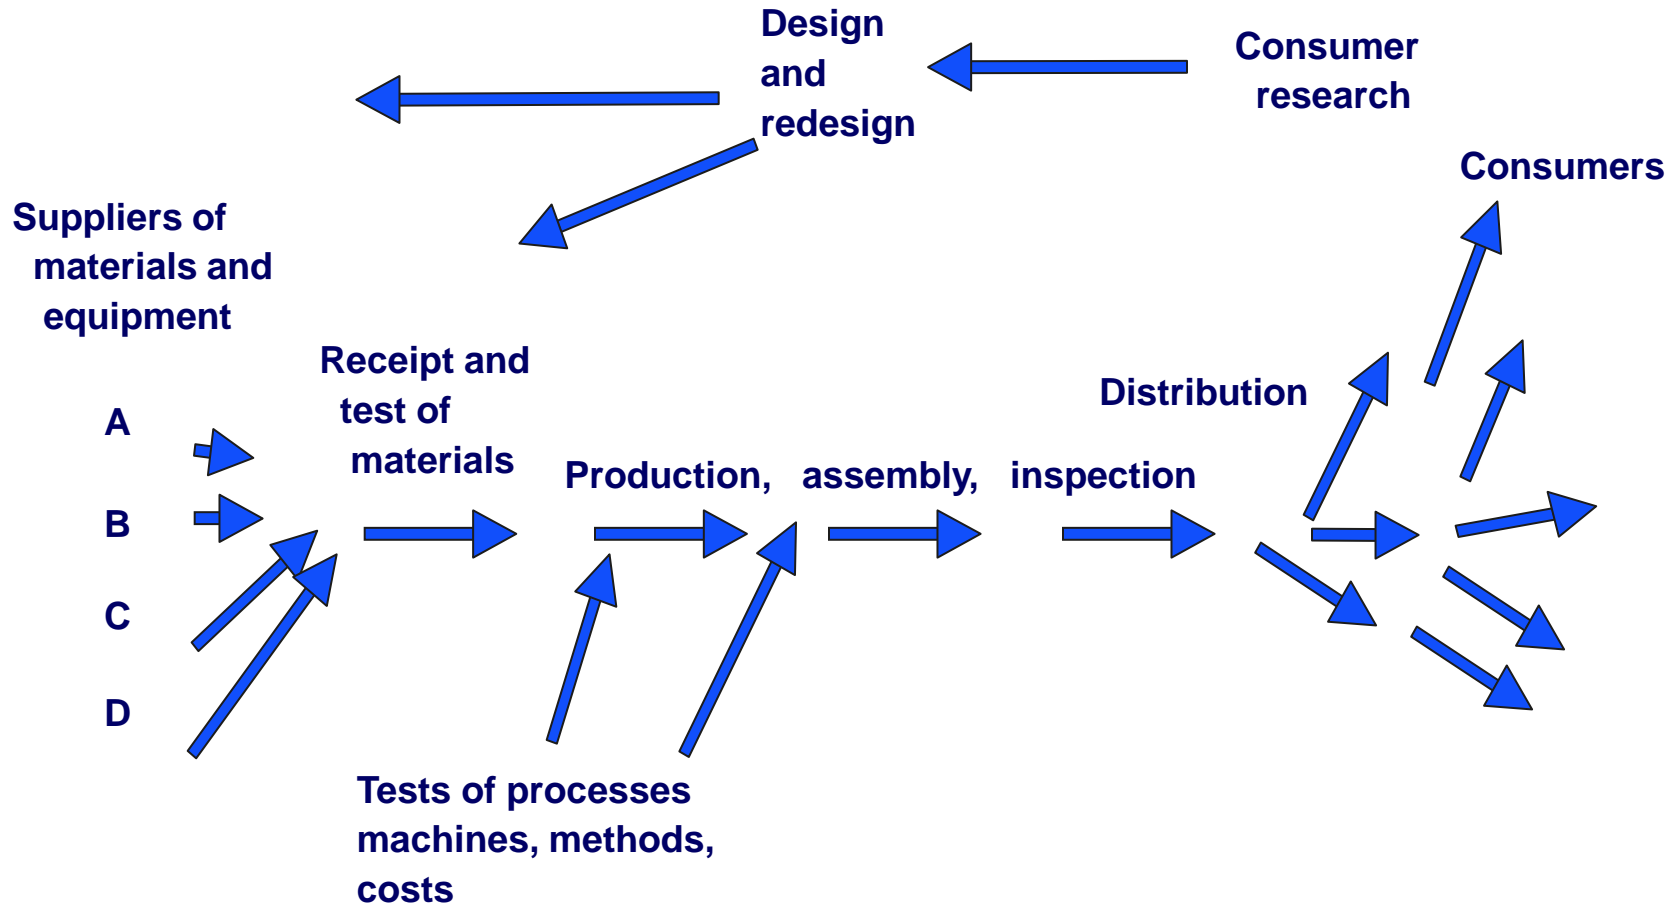 Design
and
redesign
Consumer
research
Consumers
Suppliers of
materials and
equipment
Receipt and
test of
materials
Distribution
A
Production, assembly, inspection
B
C
D
Tests of processes
machines, methods,
costs